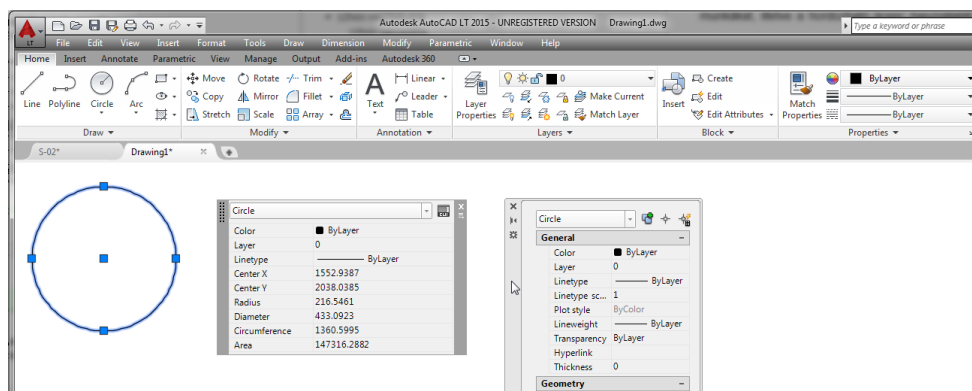 Autodesk AutoCAD LT 2015 - UNREGISTERED VERSION Drawing1.dwg
Type a keyword or phrase
LT
File Edit View Insert Format Tools Draw Dimension Modify Parametric Window Help
Home Insert Annotate Parametric View Manage Output Add-ins Autodesk 360
Line Polyline Circle Arc
Draw
Move Rotate Trim
Copy Mirror Fillet
Stretch Scale Array
Modify
Text
Linear
Leader
Table
Annotation
Layer Properties
0
Make Current
Match Layer
Layers
Insert
Create
Edit
Edit Attributes
Block
Match Properties
ByLayer
ByLayer
ByLayer
Properties
S-02* Drawing1*
Circle
Color ByLayer
Layer 0
Linetype ByLayer
Center X 1552.9387
Center Y 2038.0385
Radius 216.5461
Diameter 433.0923
Circumference 1360.5995
Area 147316.2882
Circle
General
Color ByLayer
Layer 0
Linetype ByLayer
Linetype sc... 1
Plot style ByColor
Lineweight ByLayer
Transparency ByLayer
Hyperlink
Thickness 0
Geometry